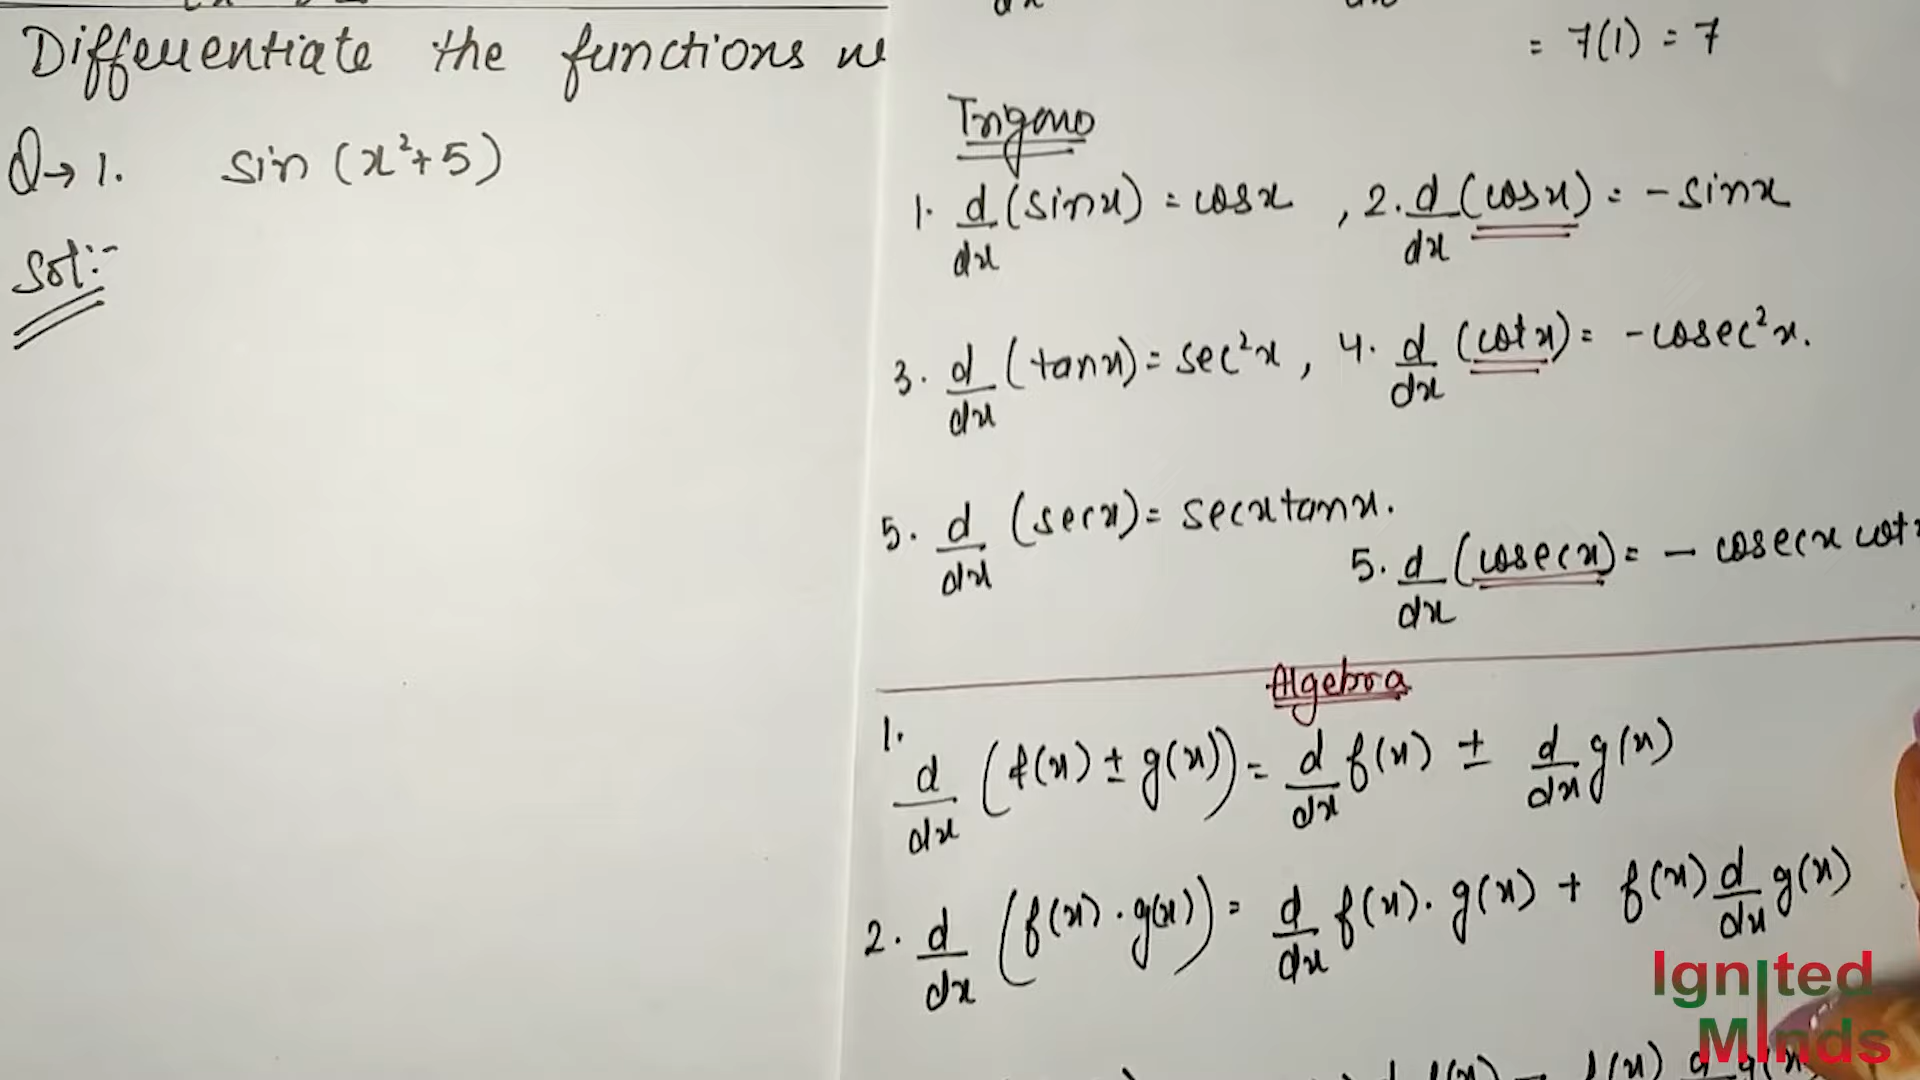 Differentiate the functions
Q→ 1. sin (x²+5)
Sol:-
= 7(1) = 7
Trigono
1. d/dx (sinx) = cosx , 2. d/dx (cosx) = - sinx
3. d/dx (tanx) = sec²x , 4. d/dx (cotx) = - cosec²x.
5. d/dx (secx) = secxtanx.
5. d/dx (cosecx) = - cosecx cot
Algebra
1. d/dx (f(x) ± g(x)) = d/dx f(x) ± d/dx g(x)
2. d/dx (f(x) . g(x)) = d/dx f(x) . g(x) + f(x) d/dx g(x)
Ignited
Minds